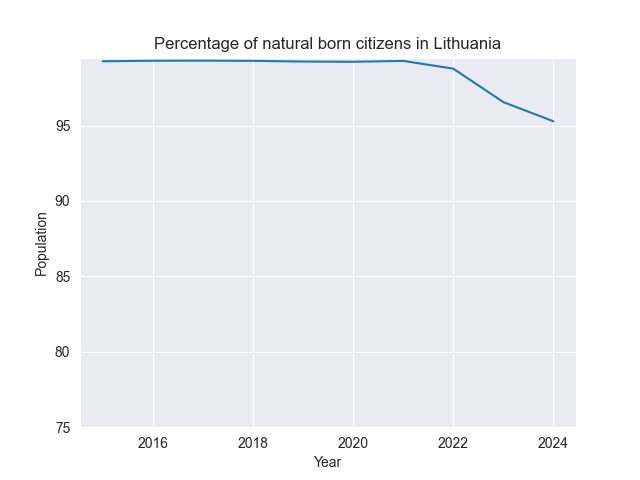 Percentage of natural born citizens in Lithuania
95
90
85
80
75
Population
2016 2018 2020 2022 2024
Year